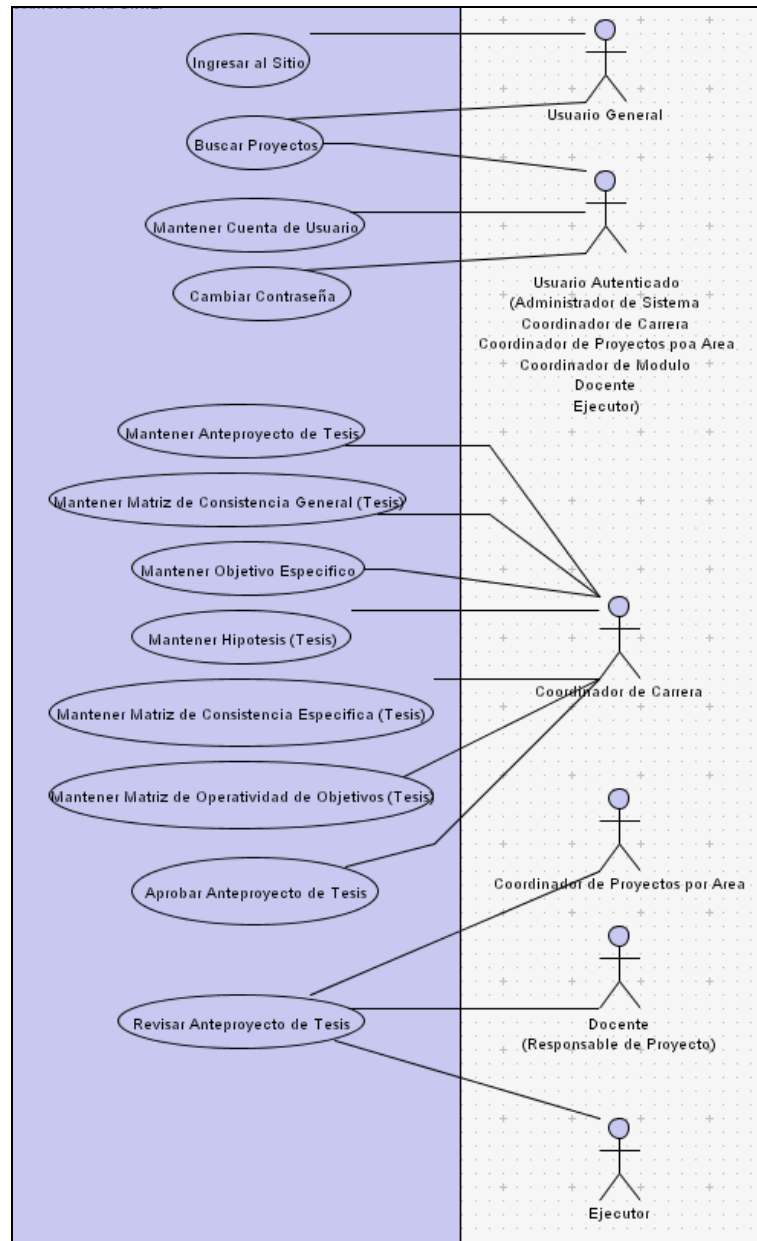 Ingresar al Sitio
Usuario General
Buscar Proyectos
Mantener Cuenta de Usuario
Cambiar Contraseña
Usuario Autenticado
(Administrador de Sistema
Coordinador de Carrera
Coordinador de Proyectos poa Area
Coordinador de Modulo
Docente
Ejecutor)
Mantener Anteproyecto de Tesis
Mantener Matriz de Consistencia General (Tesis)
Mantener Objetivo Especifico
Mantener Hipotesis (Tesis)
Coordinador de Carrera
Mantener Matriz de Consistencia Especifica (Tesis)
Mantener Matriz de Operatividad de Objetivos (Tesis)
Aprobar Anteproyecto de Tesis
Coordinador de Proyectos por Area
Revisar Anteproyecto de Tesis
Docente
(Responsable de Proyecto)
Ejecutor